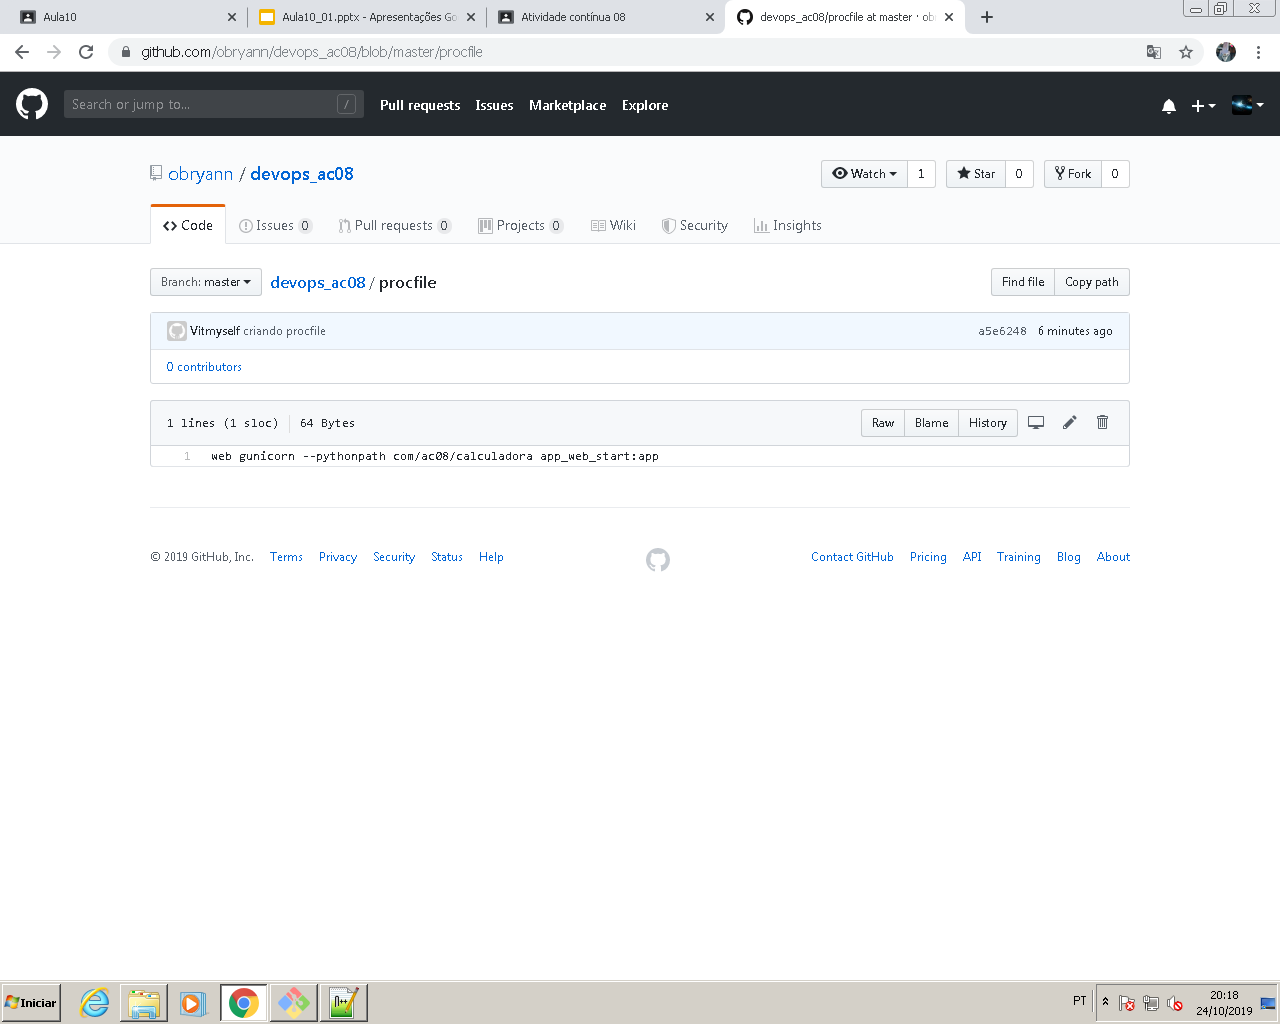 Aula10
Aula10_01.pptx - Apresentações Go
Atividade contínua 08
devops_ac08/procfile at master · ob
github.com/obryann/devops_ac08/blob/master/procfile
Search or jump to... /
Pull requests Issues Marketplace Explore
obryann / devops_ac08
Watch 1 Star 0 Fork 0
Code Issues 0 Pull requests 0 Projects 0 Wiki Security Insights
Branch: master devops_ac08 / procfile Find file Copy path
Vitmyself criando procfile a5e6248 6 minutes ago
0 contributors
1 lines (1 sloc) 64 Bytes Raw Blame History
1 web gunicorn --pythonpath com/ac08/calculadora app_web_start:app
© 2019 GitHub, Inc. Terms Privacy Security Status Help Contact GitHub Pricing API Training Blog About
Iniciar N++ PT 20:18
24/10/2019